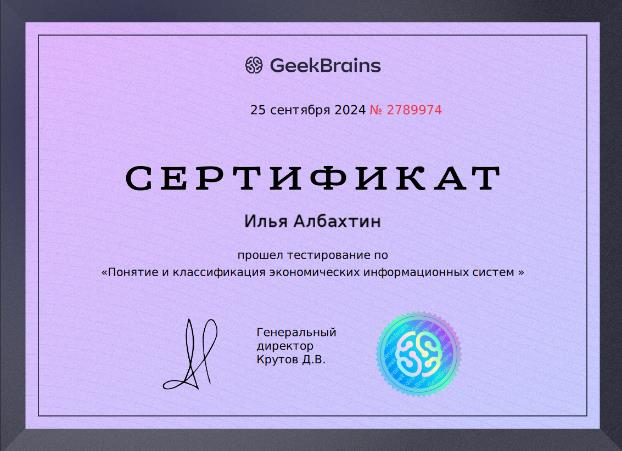 GeekBrains
25 сентября 2024 № 2789974
СЕРТИФИКАТ
Илья Албахтин
прошел тестирование по
«Понятие и классификация экономических информационных систем »
Генеральный
директор
Крутов Д.В.